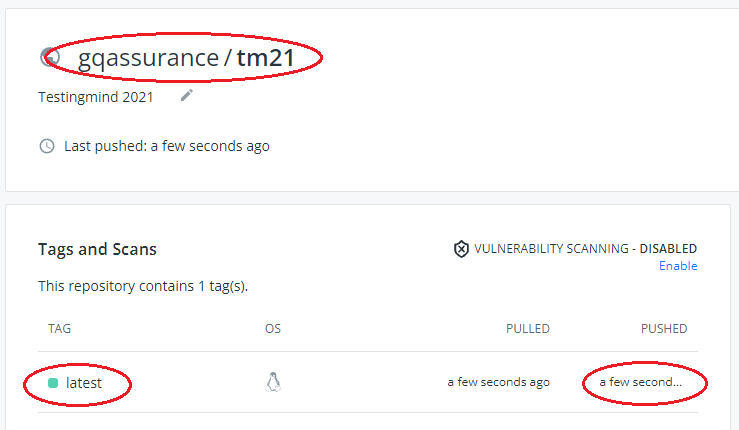 gqassurance / tm21
Testingmind 2021
Last pushed: a few seconds ago
Tags and Scans
VULNERABILITY SCANNING - DISABLED
Enable
This repository contains 1 tag(s).
TAG OS PULLED PUSHED
latest a few seconds ago a few second...